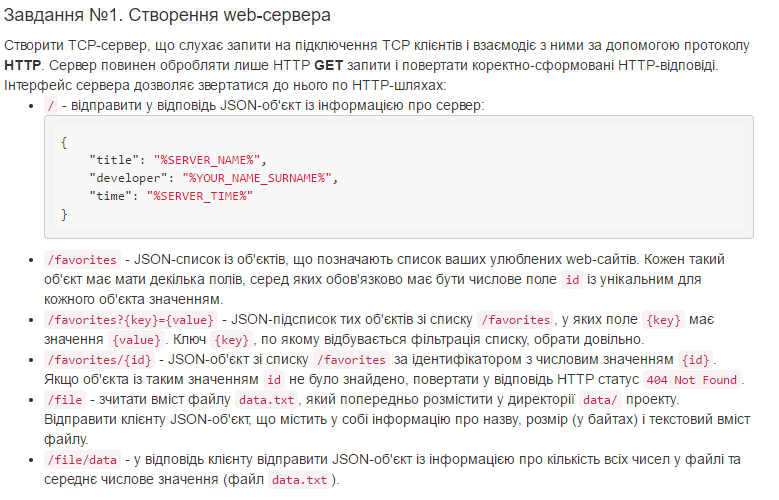 Завдання №1. Створення web-сервера
Створити TCP-сервер, що слухає запити на підключення TCP клієнтів і взаємодіє з ними за допомогою протоколу
HTTP. Сервер повинен обробляти лише HTTP GET запити і повертати коректно-сформовані HTTP-відповіді.
Інтерфейс сервера дозволяє звертатися до нього по HTTP-шляхах:
• / - відправити у відповідь JSON-об'єкт із інформацією про сервер:
{
"title": "%SERVER_NAME%",
"developer": "%YOUR_NAME_SURNAME%",
"time": "%SERVER_TIME%"
}
• /favorites - JSON-список із об'єктів, що позначають список ваших улюблених web-сайтів. Кожен такий
об'єкт має мати декілька полів, серед яких обов'язково має бути числове поле id із унікальним для
кожного об'єкта значенням.
• /favorites?{key}={value} - JSON-підсписок тих об'єктів зі списку /favorites, у яких поле {key} має
значення {value}. Ключ {key}, по якому відбувається фільтрація списку, обрати довільно.
• /favorites/{id} - JSON-об'єкт зі списку /favorites за ідентифікатором з числовим значенням {id}.
Якщо об'єкта із таким значенням id не було знайдено, повертати у відповідь HTTP статус 404 Not Found.
• /file - зчитати вміст файлу data.txt, який попередньо розмістити у директорії data/ проекту.
Відправити клієнту JSON-об'єкт, що містить у собі інформацію про назву, розмір (у байтах) і текстовий вміст
файлу.
• /file/data - у відповідь клієнту відправити JSON-об'єкт із інформацією про кількість всіх чисел у файлі та
середнє числове значення (файл data.txt).